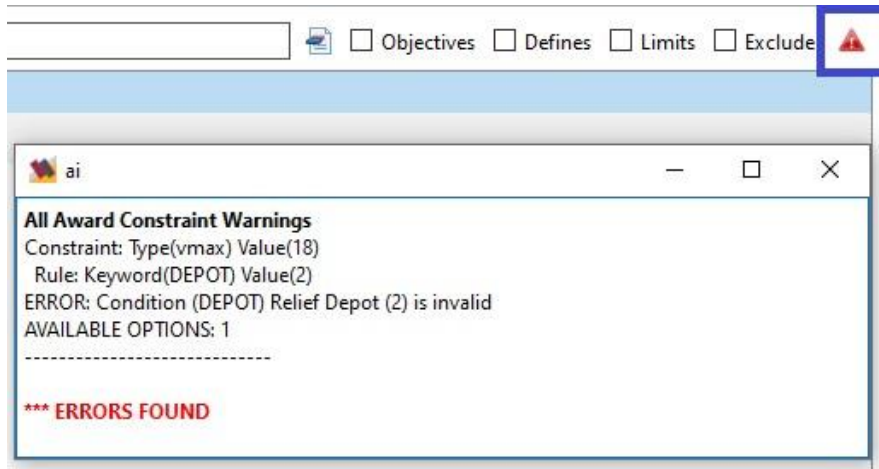 Objectives Defines Limits Exclude
ai
All Award Constraint Warnings
Constraint: Type(vmax) Value(18)
Rule: Keyword(DEPOT) Value(2)
ERROR: Condition (DEPOT) Relief Depot (2) is invalid
AVAILABLE OPTIONS: 1
-----------------------------
*** ERRORS FOUND